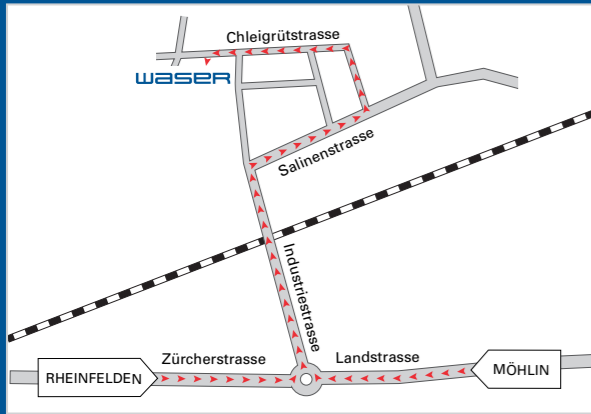 Chleigrütstrasse
waser
Salinenstrasse
Industriestrasse
Zürcherstrasse
Landstrasse
RHEINFELDEN
MÖHLIN